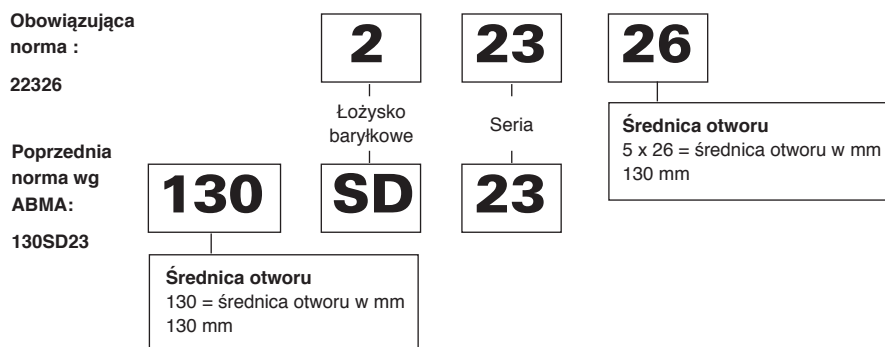 Obowiązująca
norma :
22326
2 23 26
Łożysko
baryłkowe
Seria
Średnica otworu
5 x 26 = średnica otworu w mm
130 mm
Poprzednia
norma wg
ABMA:
130SD23
130 SD 23
Średnica otworu
130 = średnica otworu w mm
130 mm